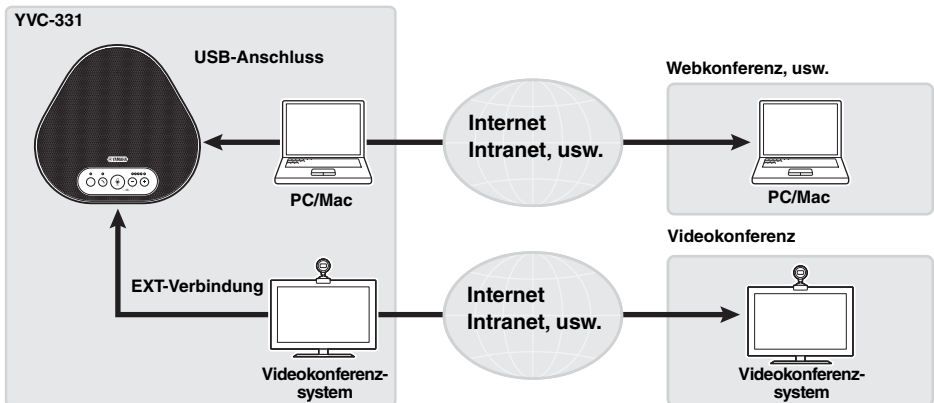 YVC-331
USB-Anschluss
YAMAHA
PC/Mac
Internet
Intranet, usw.
Webkonferenz, usw.
PC/Mac
EXT-Verbindung
Videokonferenz-
system
Internet
Intranet, usw.
Videokonferenz
Videokonferenz-
system